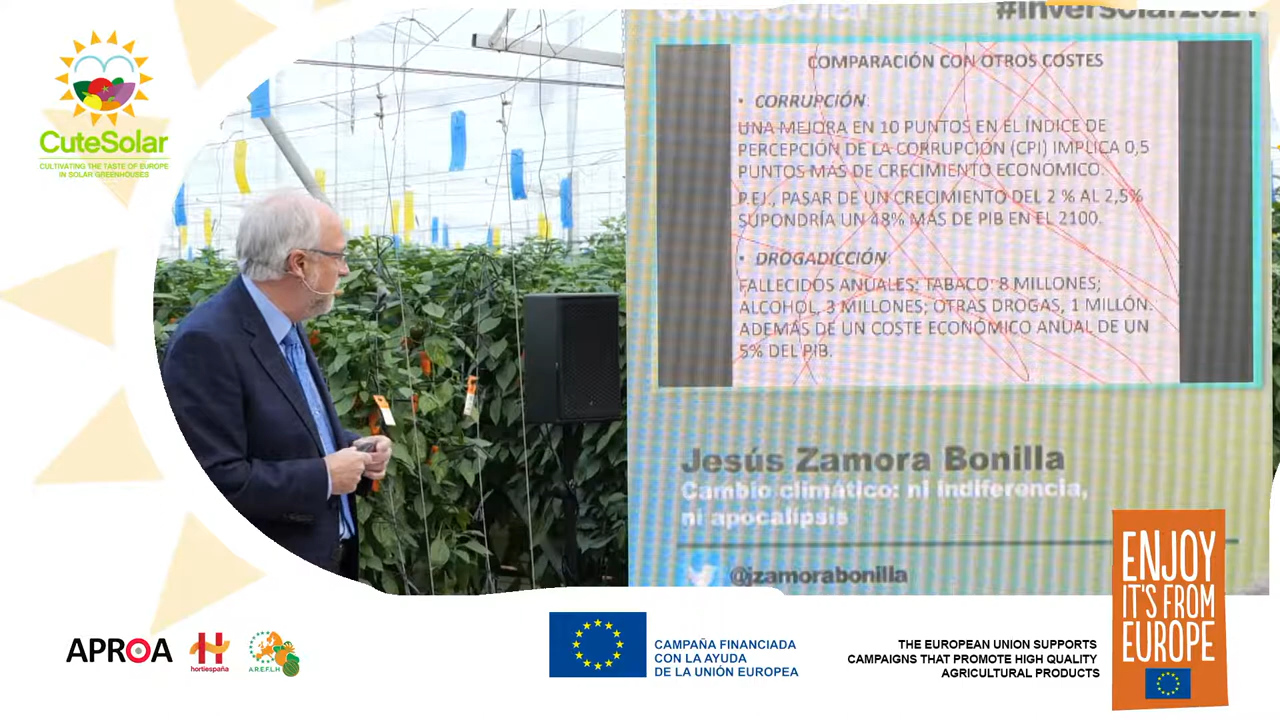 CuteSolar
CULTIVATING THE TASTE OF EUROPE
IN SOLAR GREENHOUSES
CuteSolar
#Inversolar2021
COMPARACIÓN CON OTROS COSTES
• CORRUPCIÓN:
UNA MEJORA EN 10 PUNTOS EN EL ÍNDICE DE
PERCEPCIÓN DE LA CORRUPCIÓN (CPI) IMPLICA 0,5
PUNTOS MÁS DE CRECIMIENTO ECONÓMICO.
P.EJ., PASAR DE UN CRECIMIENTO DEL 2 % AL 2,5%
SUPONDRÍA UN 48% MÁS DE PIB EN EL 2100.
• DROGADICCIÓN:
FALLECIDOS ANUALES: TABACO: 8 MILLONES;
ALCOHOL, 3 MILLONES; OTRAS DROGAS, 1 MILLÓN.
ADEMÁS DE UN COSTE ECONÓMICO ANUAL DE UN
5% DEL PIB.
Jesús Zamora Bonilla
Cambio climático: ni indiferencia,
ni apocalipsis
@jzamorabonilla
APROA
hortiespaña
A.R.E.F.L.H
CAMPAÑA FINANCIADA
CON LA AYUDA
DE LA UNIÓN EUROPEA
THE EUROPEAN UNION SUPPORTS
CAMPAIGNS THAT PROMOTE HIGH QUALITY
AGRICULTURAL PRODUCTS
ENJOY
IT'S FROM
EUROPE